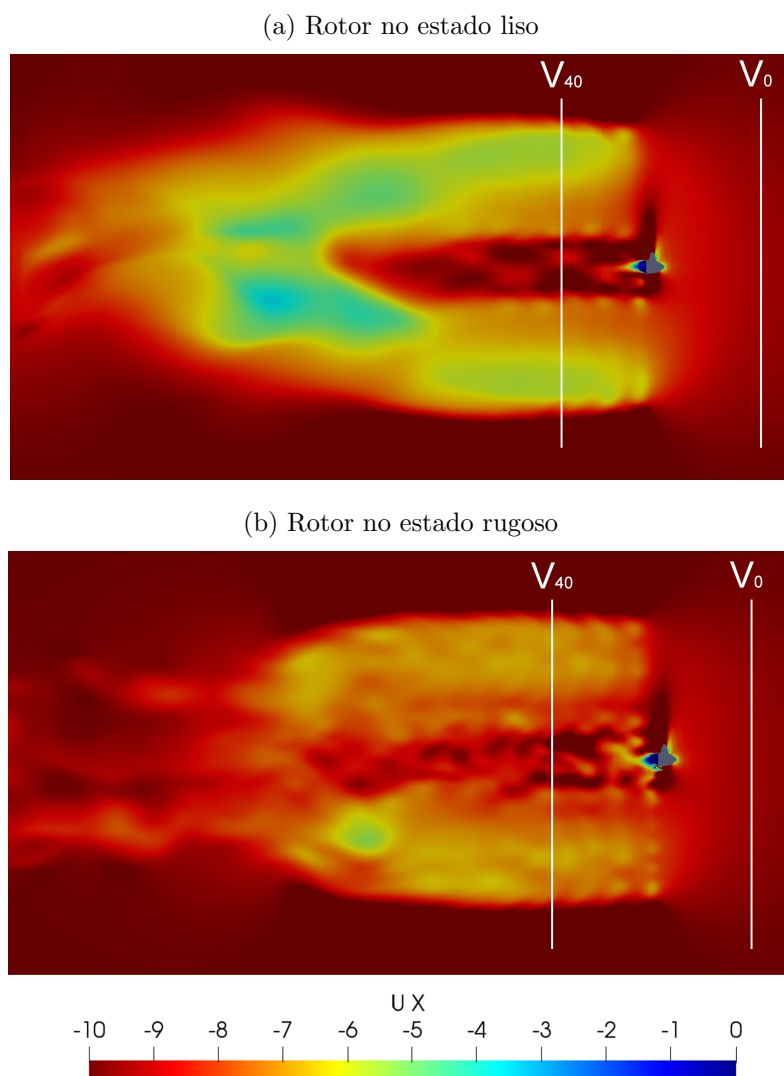 (a) Rotor no estado liso
V₄₀ V₀
(b) Rotor no estado rugoso
V₄₀ V₀
U X
-10 -9 -8 -7 -6 -5 -4 -3 -2 -1 0